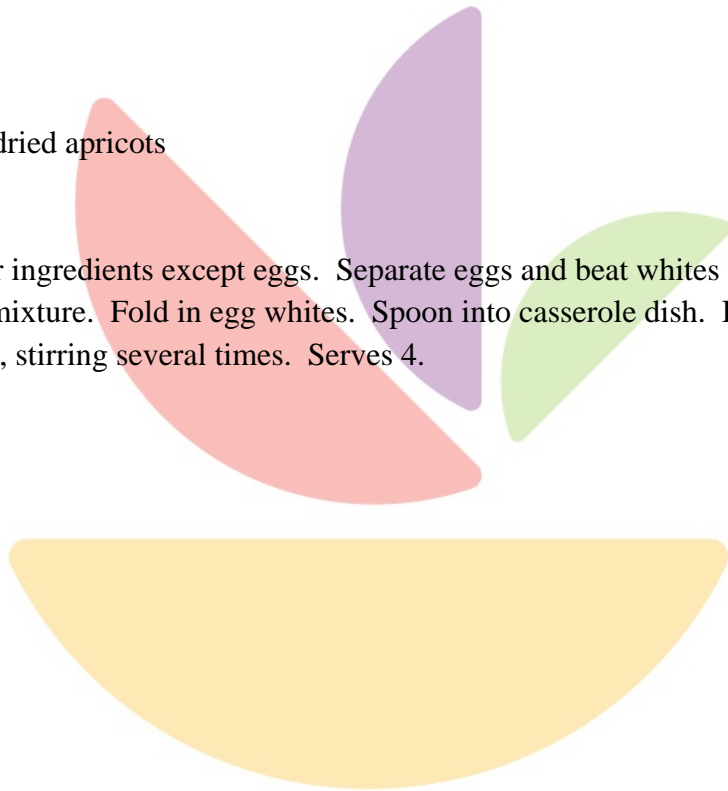 dried apricots
r ingredients except eggs.  Separate eggs and beat whites
mixture.  Fold in egg whites.  Spoon into casserole dish.
, stirring several times.  Serves 4.